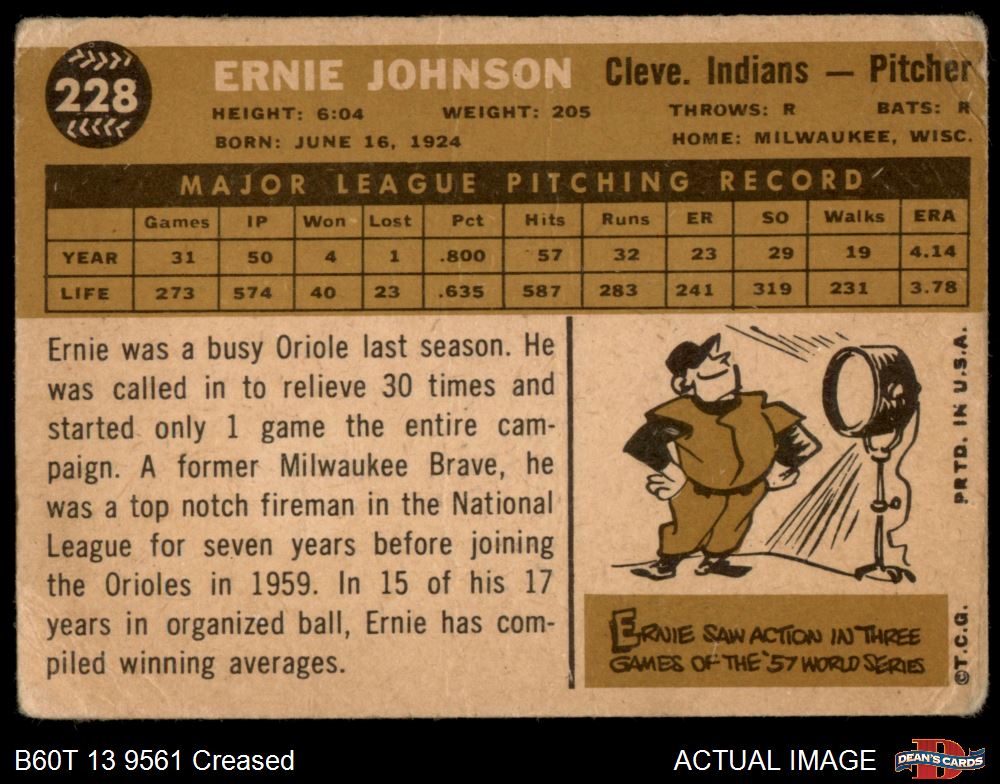 228
ERNIE JOHNSON Cleve. Indians — Pitcher
HEIGHT: 6:04 WEIGHT: 205 THROWS: R BATS: R
BORN: JUNE 16, 1924 HOME: MILWAUKEE, WISC.
MAJOR LEAGUE PITCHING RECORD
Games IP Won Lost Pct Hits Runs ER SO Walks ERA
YEAR 31 50 4 1 .800 57 32 23 29 19 4.14
LIFE 273 574 40 23 .635 587 283 241 319 231 3.78
Ernie was a busy Oriole last season. He
was called in to relieve 30 times and
started only 1 game the entire cam-
paign. A former Milwaukee Brave, he
was a top notch fireman in the National
League for seven years before joining
the Orioles in 1959. In 15 of his 17
years in organized ball, Ernie has com-
piled winning averages.
ERNIE SAW ACTION IN THREE
GAMES OF THE '57 WORLD SERIES
©T.C.G. PRTD. IN U.S.A.
B60T 13 9561 Creased ACTUAL IMAGE DEAN'S CARDS